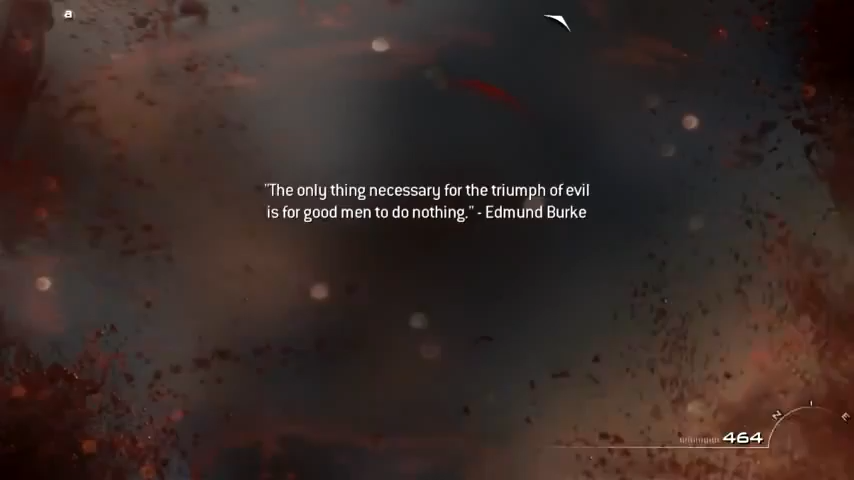 a
"The only thing necessary for the triumph of evil
is for good men to do nothing." - Edmund Burke
N
E
464